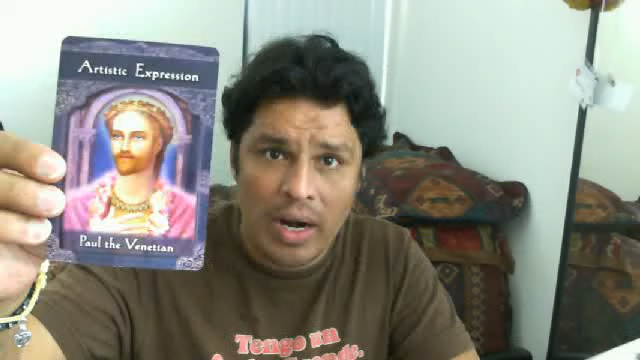 Artistic Expression
Paul the Venetian
Tengo un